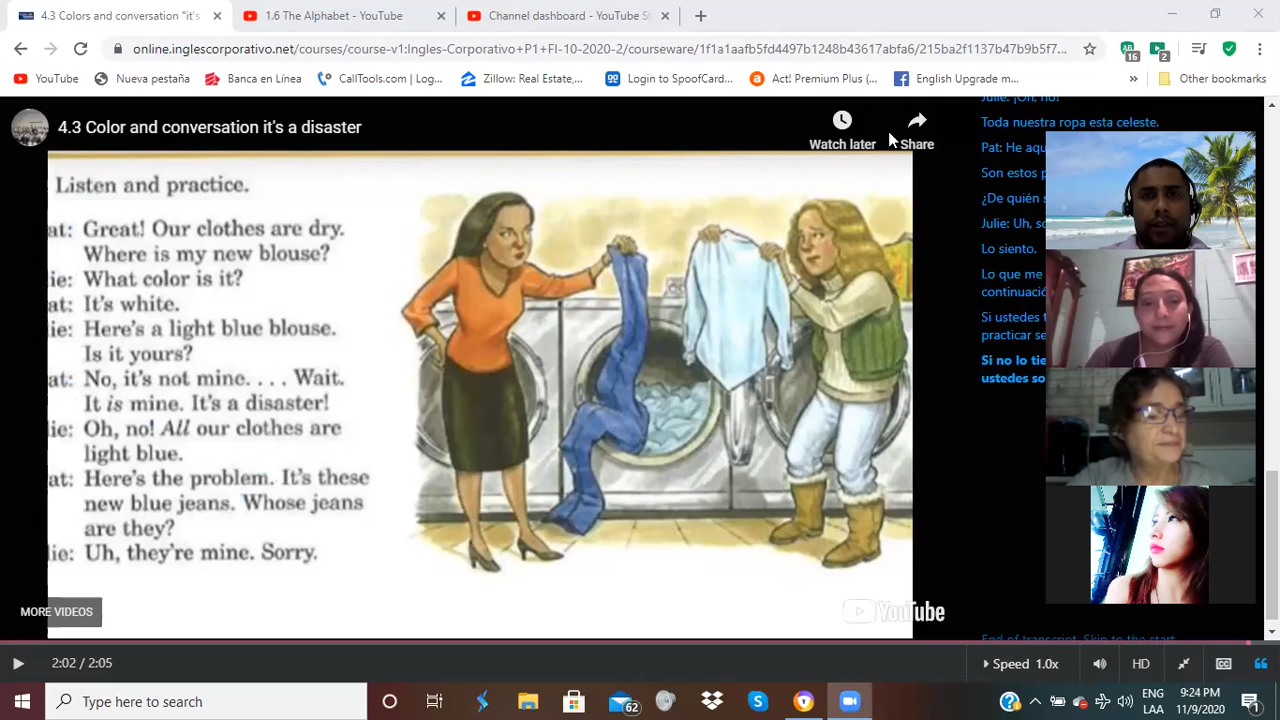 4.3 Colors and conversation "it's
1.6 The Alphabet - YouTube
Channel dashboard - YouTube St
online.inglescorporativo.net/courses/course-v1:Ingles-Corporativo+P1+FI-10-2020-2/courseware/1f1a1aafb5fd4497b1248b43617abfa6/215ba2f1137b47b9b5f7...
16
2
YouTube
Nueva pestaña
Banca en Línea
CallTools.com | Log...
Zillow: Real Estate,...
Login to SpoofCard...
Act! Premium Plus (...
English Upgrade m...
»
Other bookmarks
4.3 Color and conversation it's a disaster
Watch later
Share
Listen and practice.
at: Great! Our clothes are dry.
Where is my new blouse?
ie: What color is it?
at: It's white.
ie: Here's a light blue blouse.
Is it yours?
at: No, it's not mine. . . . Wait.
It is mine. It's a disaster!
ie: Oh, no! All our clothes are
light blue.
at: Here's the problem. It's these
new blue jeans. Whose jeans
are they?
ie: Uh, they're mine. Sorry.
MORE VIDEOS
YouTube
Julie: ¡Oh, no!
Toda nuestra ropa esta celeste.
Pat: He aqu
Son estos p
¿De quién s
Julie: Uh, so
Lo siento.
Lo que me
continuació
Si ustedes t
practicar se
Si no lo tie
ustedes so
End of transcript. Skip to the start.
2:02 / 2:05
Speed 1.0x
HD
Type here to search
62
ENG
LAA
9:24 PM
11/9/2020
1